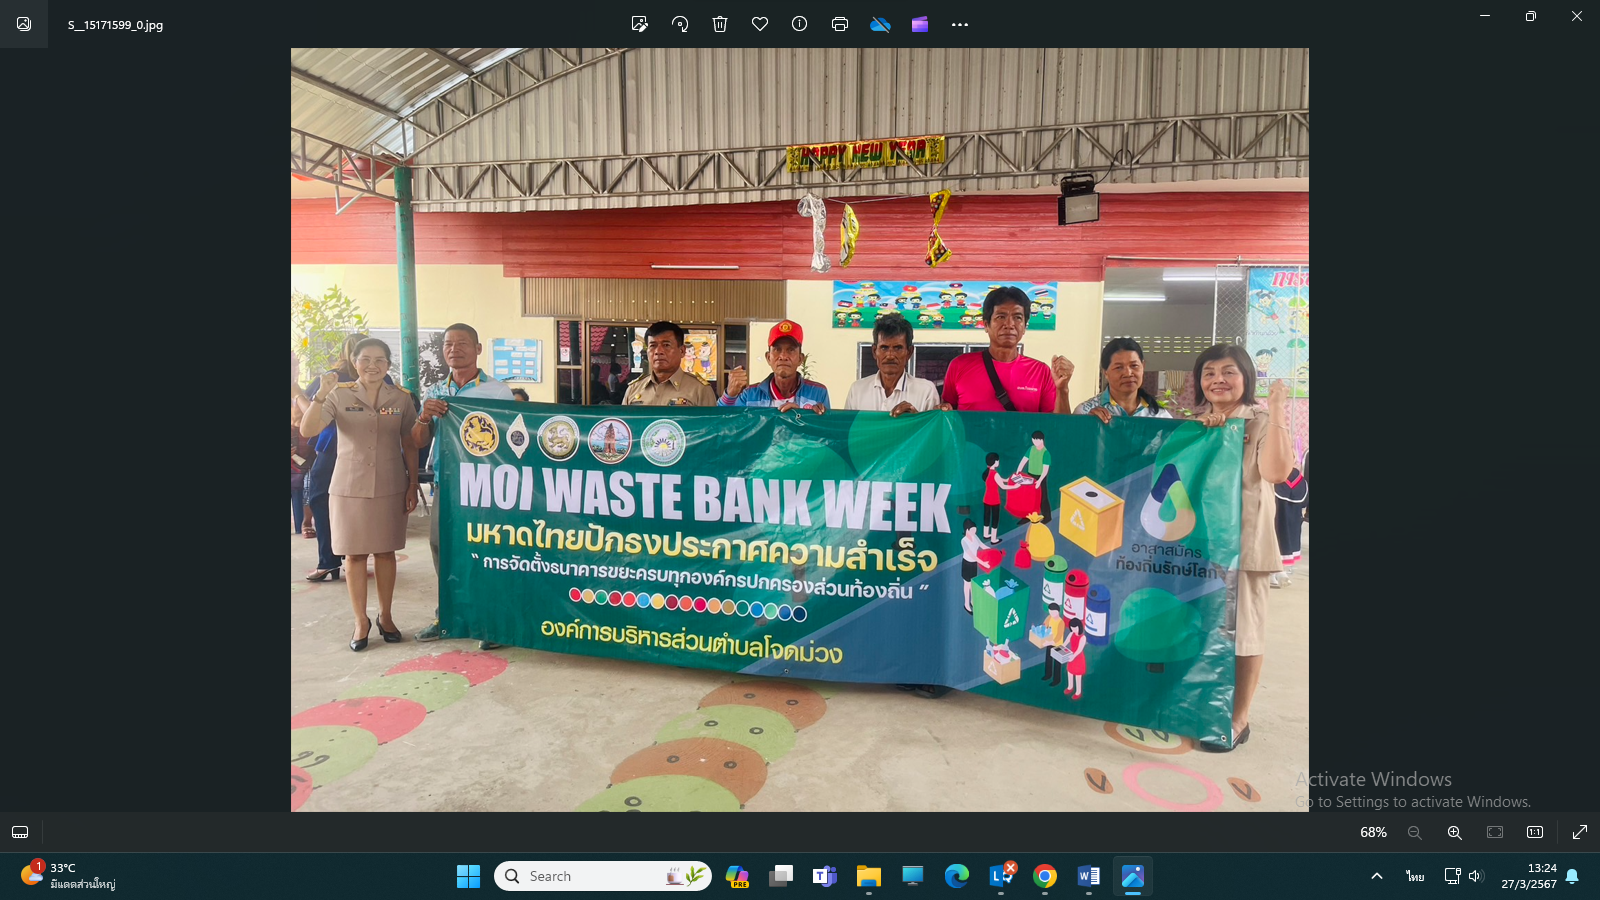 S__15171599_0.jpg
HAPPY NEW YEAR
MOI WASTE BANK WEEK
มหาดไทยปักธงประกาศความสำเร็จ
“ การจัดตั้งธนาคารขยะครบทุกองค์กรปกครองส่วนท้องถิ่น ”
องค์การบริหารส่วนตำบลโจดม่วง
อาสาสมัคร
ท้องถิ่นรักษ์โลก
Activate Windows
Go to Settings to activate Windows.
68%
1
33°C
มีแดดส่วนใหญ่
Search
PRE
ไทย
13:24
27/3/2567